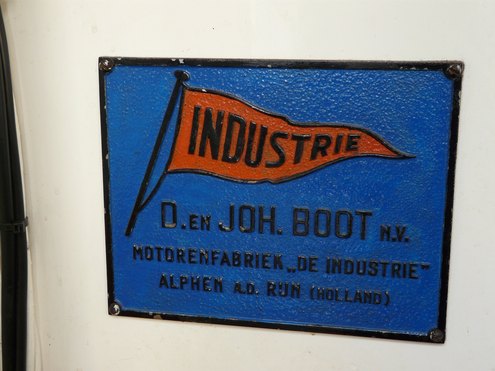 INDUSTRIE
D. EN JOH. BOOT N.V.
MOTORENFABRIEK „DE INDUSTRIE"
ALPHEN A.D. RIJN (HOLLAND)